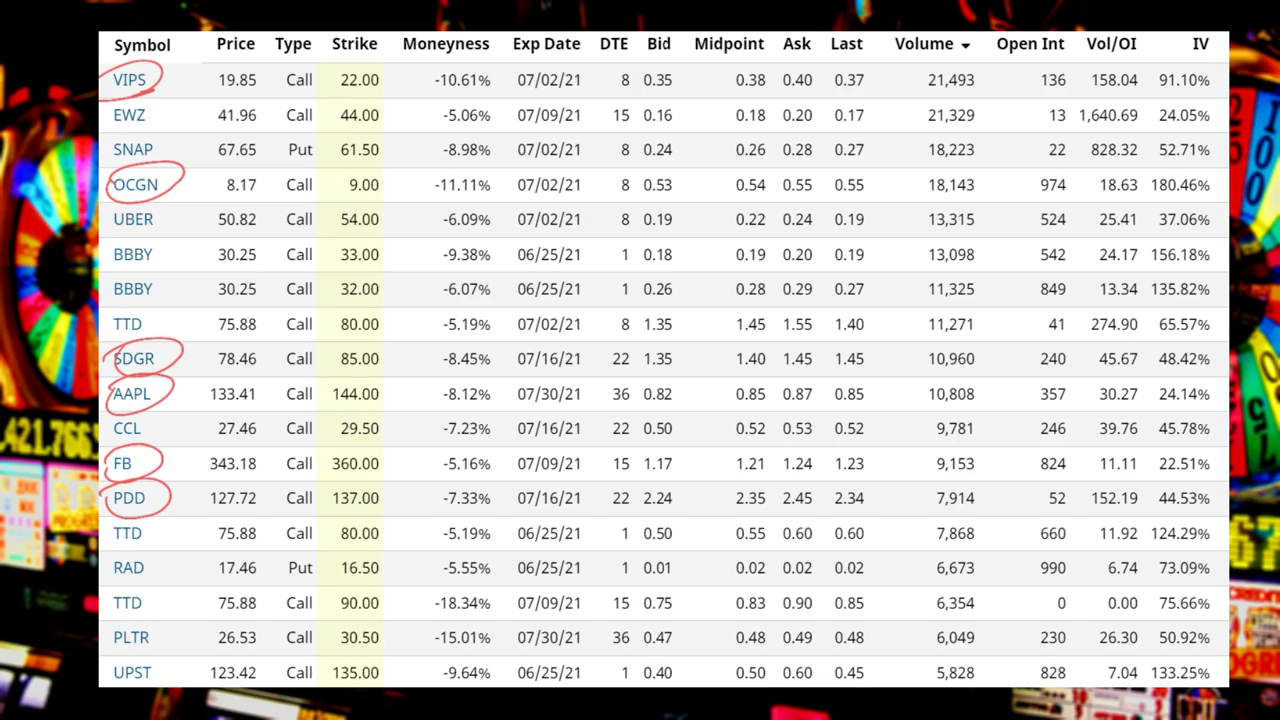 Symbol Price Type Strike Moneyness Exp Date DTE Bid Midpoint Ask Last Volume Open Int Vol/OI IV
VIPS 19.85 Call 22.00 -10.61% 07/02/21 8 0.35 0.38 0.40 0.37 21,493 136 158.04 91.10%
EWZ 41.96 Call 44.00 -5.06% 07/09/21 15 0.16 0.18 0.20 0.17 21,329 13 1,640.69 24.05%
SNAP 67.65 Put 61.50 -8.98% 07/02/21 8 0.24 0.26 0.28 0.27 18,223 22 828.32 52.71%
OCGN 8.17 Call 9.00 -11.11% 07/02/21 8 0.53 0.54 0.55 0.55 18,143 974 18.63 180.46%
UBER 50.82 Call 54.00 -6.09% 07/02/21 8 0.19 0.22 0.24 0.19 13,315 524 25.41 37.06%
BBBY 30.25 Call 33.00 -9.38% 06/25/21 1 0.18 0.19 0.20 0.19 13,098 542 24.17 156.18%
BBBY 30.25 Call 32.00 -6.07% 06/25/21 1 0.26 0.28 0.29 0.27 11,325 849 13.34 135.82%
TTD 75.88 Call 80.00 -5.19% 07/02/21 8 1.35 1.45 1.55 1.40 11,271 41 274.90 65.57%
SDGR 78.46 Call 85.00 -8.45% 07/16/21 22 1.35 1.40 1.45 1.45 10,960 240 45.67 48.42%
AAPL 133.41 Call 144.00 -8.12% 07/30/21 36 0.82 0.85 0.87 0.85 10,808 357 30.27 24.14%
CCL 27.46 Call 29.50 -7.23% 07/16/21 22 0.50 0.52 0.53 0.52 9,781 246 39.76 45.78%
FB 343.18 Call 360.00 -5.16% 07/09/21 15 1.17 1.21 1.24 1.23 9,153 824 11.11 22.51%
PDD 127.72 Call 137.00 -7.33% 07/16/21 22 2.24 2.35 2.45 2.34 7,914 52 152.19 44.53%
TTD 75.88 Call 80.00 -5.19% 06/25/21 1 0.50 0.55 0.60 0.60 7,868 660 11.92 124.29%
RAD 17.46 Put 16.50 -5.55% 06/25/21 1 0.01 0.02 0.02 0.02 6,673 990 6.74 73.09%
TTD 75.88 Call 90.00 -18.34% 07/09/21 15 0.75 0.83 0.90 0.85 6,354 0 0.00 75.66%
PLTR 26.53 Call 30.50 -15.01% 07/30/21 36 0.47 0.48 0.49 0.48 6,049 230 26.30 50.92%
UPST 123.42 Call 135.00 -9.64% 06/25/21 1 0.40 0.50 0.60 0.45 5,828 828 7.04 133.25%